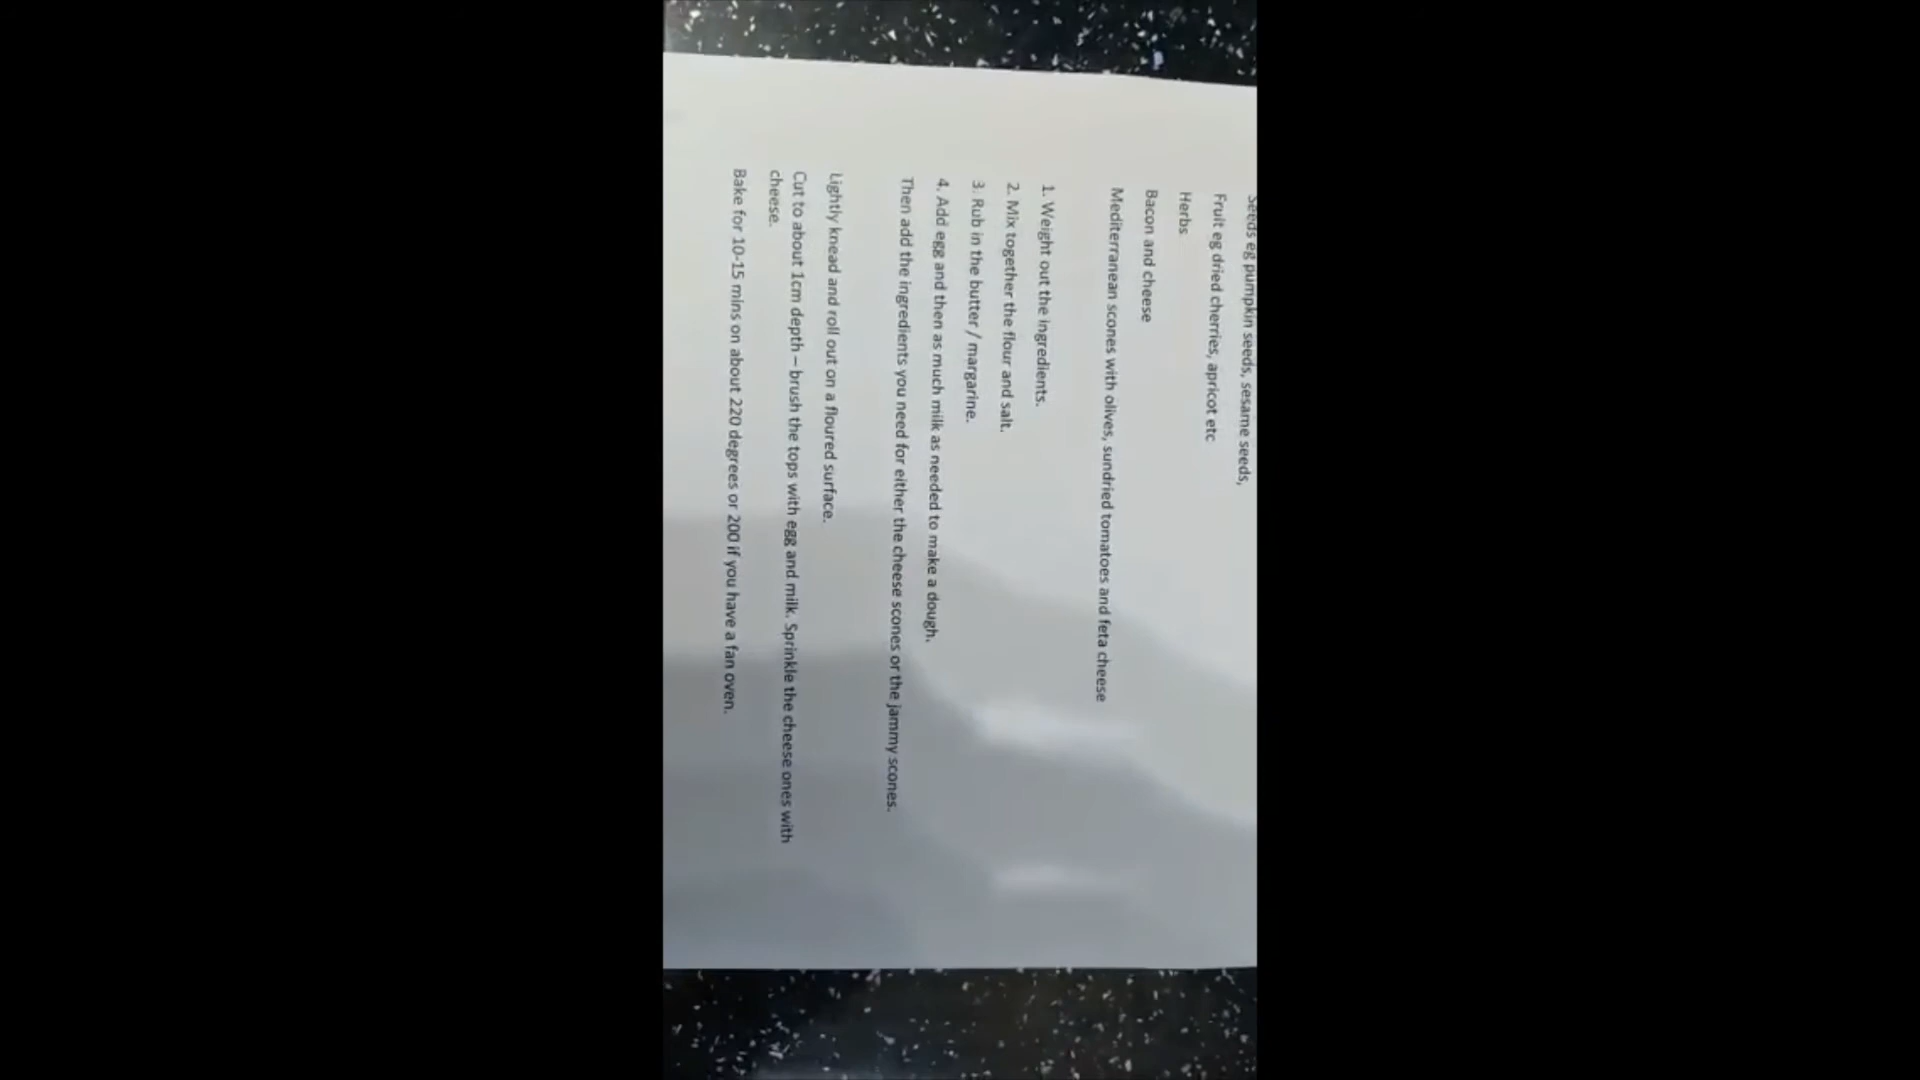 Seeds eg pumpkin seeds, sesame seeds,
Fruit eg dried cherries, apricot etc
Herbs
Bacon and cheese
Mediterranean scones with olives, sundried tomatoes and feta cheese
1. Weight out the ingredients.
2. Mix together the flour and salt.
3. Rub in the butter / margarine.
4. Add egg and then as much milk as needed to make a dough.
Then add the ingredients you need for either the cheese scones or the jammy scones.
Lightly knead and roll out on a floured surface.
Cut to about 1cm depth – brush the tops with egg and milk. Sprinkle the cheese ones with
cheese.
Bake for 10-15 mins on about 220 degrees or 200 if you have a fan oven.